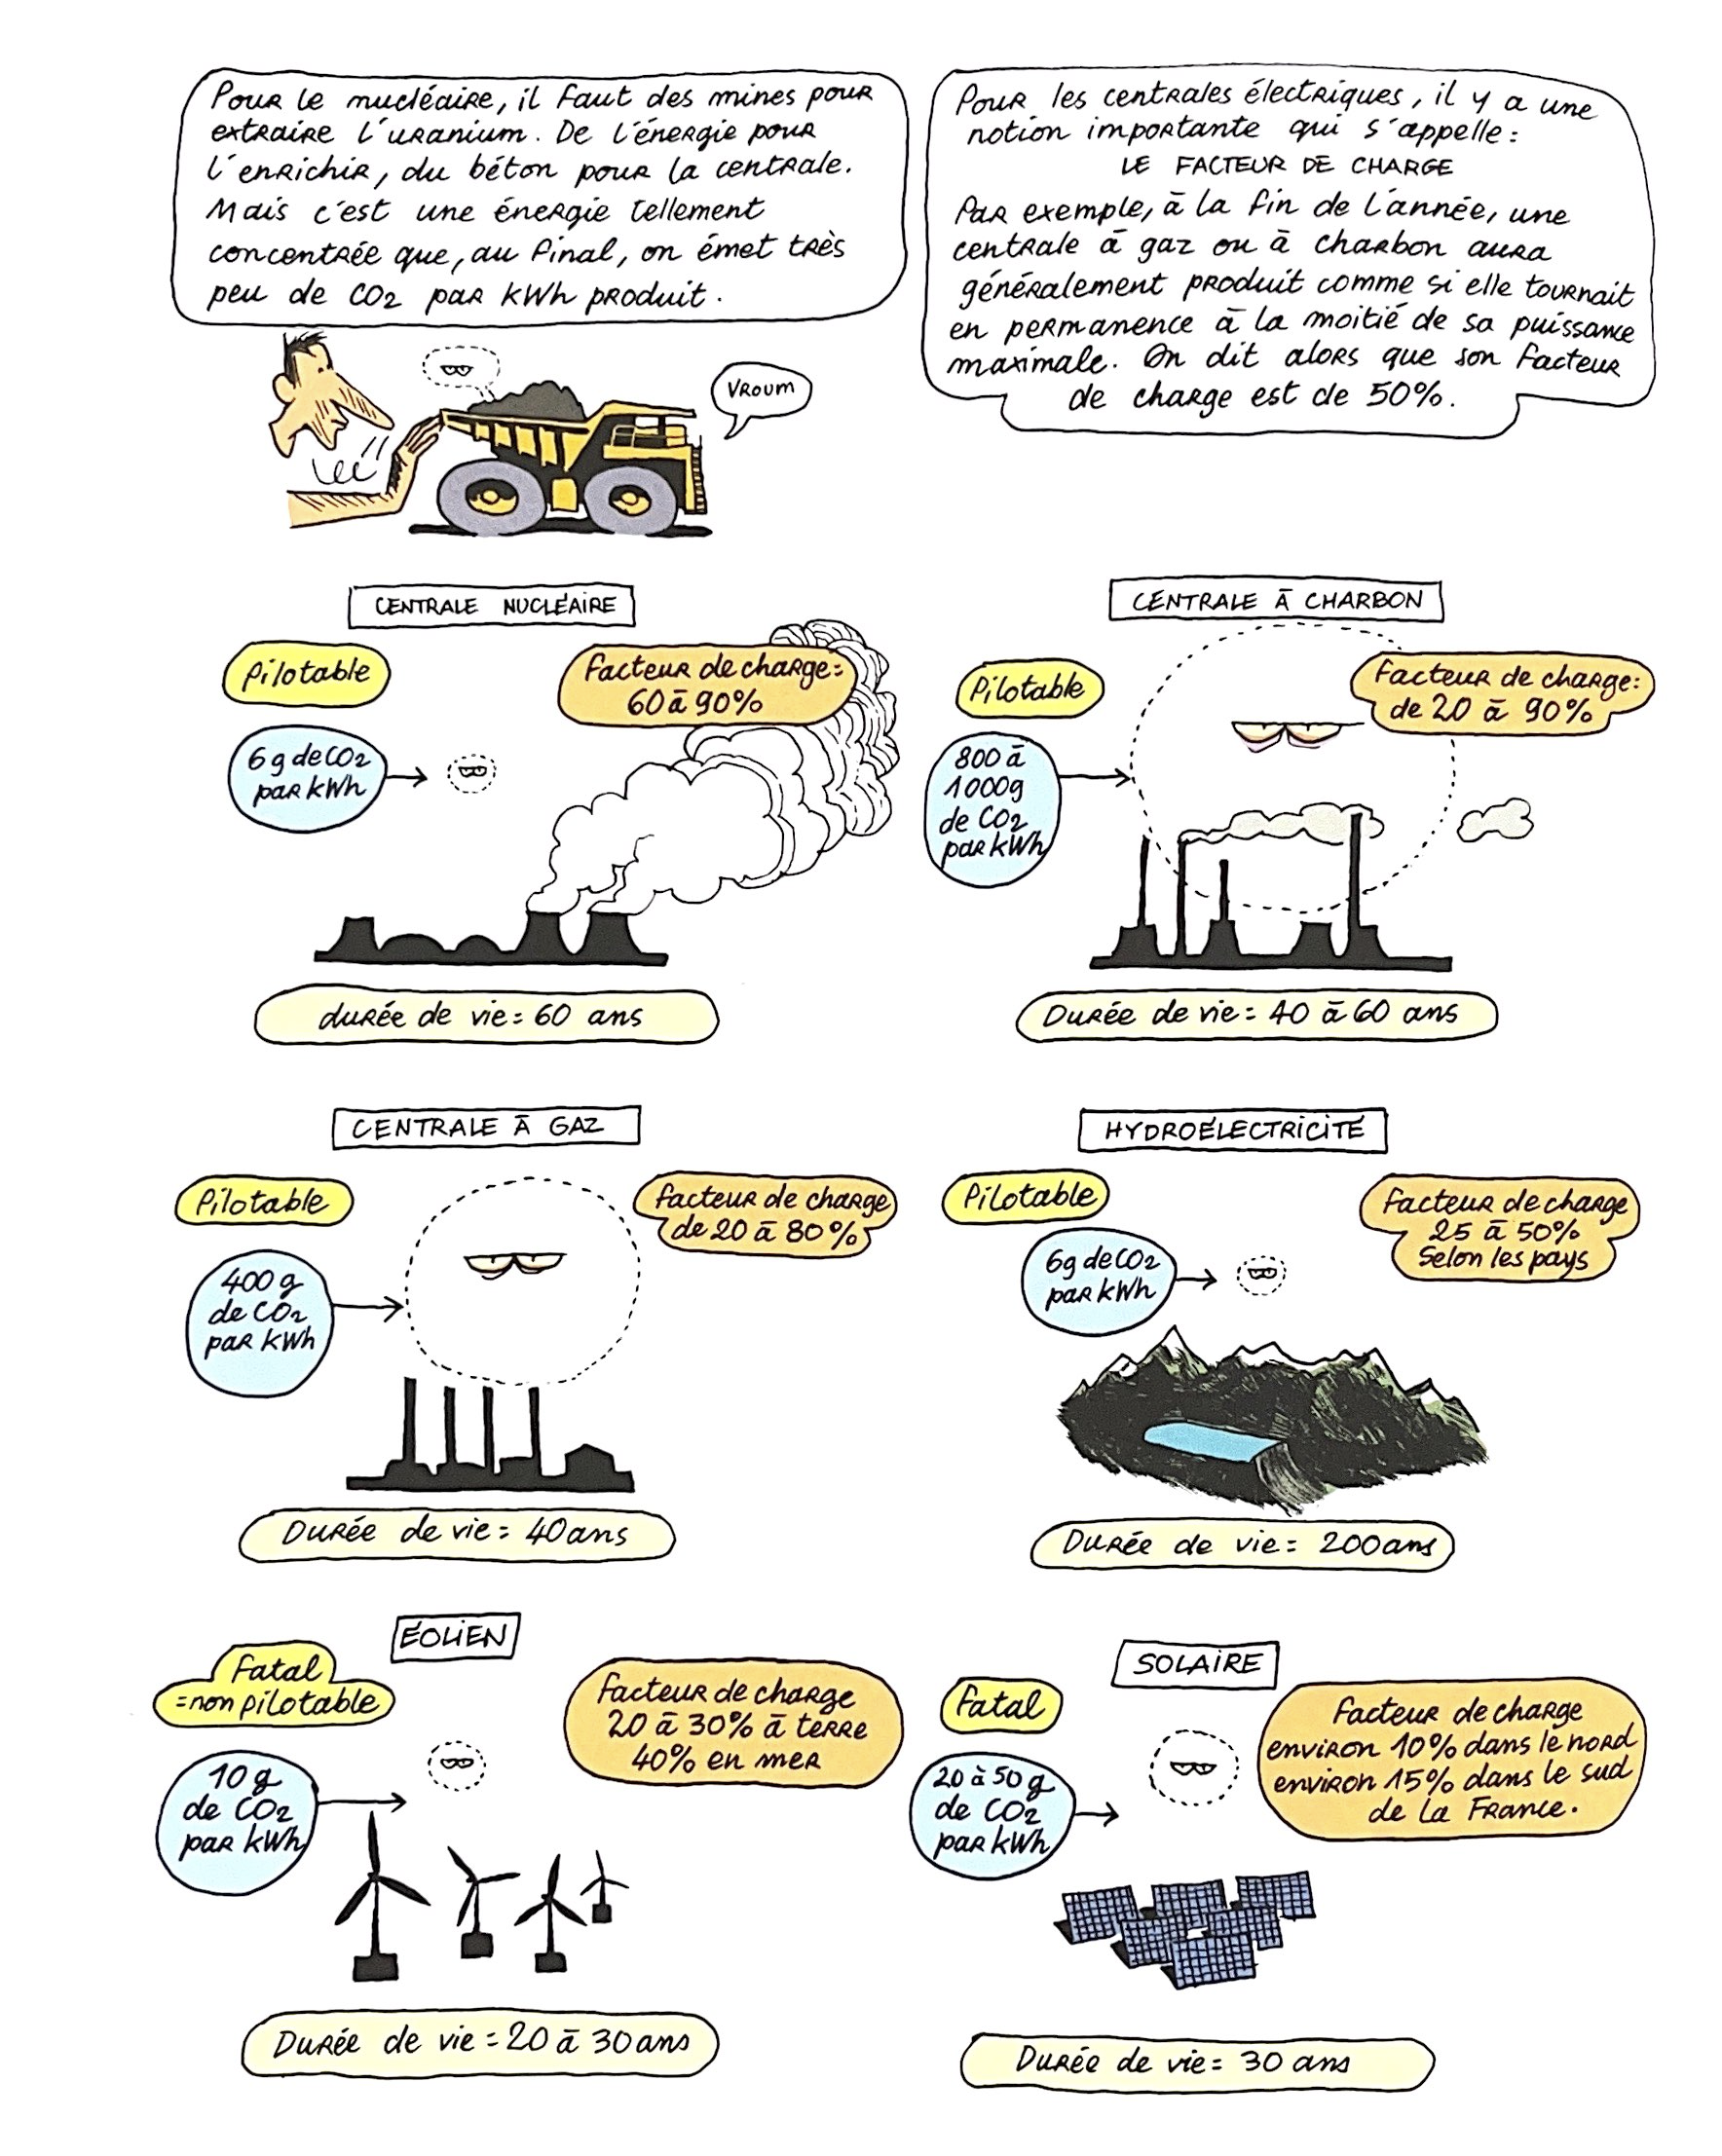 Pour le nucléaire, il faut des mines pour
extraire l'uranium. De l'énergie pour
l'enrichir, du béton pour la centrale.
Mais c'est une énergie tellement
concentrée que, au final, on émet très
peu de CO2 par kWh produit.
VROUM
Pour les centrales électriques, il y a une
notion importante qui s'appelle :
LE FACTEUR DE CHARGE
Par exemple, à la fin de l'année, une
centrale à gaz ou à charbon aura
généralement produit comme si elle tournait
en permanence à la moitié de sa puissance
maximale. On dit alors que son facteur
de charge est de 50%.
CENTRALE NUCLÉAIRE
Pilotable
Facteur de charge :
60 à 90%
6g de CO2
par kWh
durée de vie = 60 ans
CENTRALE À CHARBON
Pilotable
Facteur de charge :
de 20 à 90%
800 à
1000g
de CO2
par kWh
Durée de vie = 40 à 60 ans
CENTRALE À GAZ
Pilotable
Facteur de charge
de 20 à 80%
400 g
de CO2
par kWh
Durée de vie = 40 ans
HYDROÉLECTRICITÉ
Pilotable
Facteur de charge
25 à 50%
Selon les pays
6g de CO2
par kWh
Durée de vie = 200 ans
ÉOLIEN
Fatal
= non pilotable
Facteur de charge
20 à 30% à terre
40% en mer
10 g
de CO2
par kWh
Durée de vie = 20 à 30 ans
SOLAIRE
Fatal
Facteur de charge
environ 10% dans le nord
environ 15% dans le sud
de la France.
20 à 50 g
de CO2
par kWh
Durée de vie = 30 ans